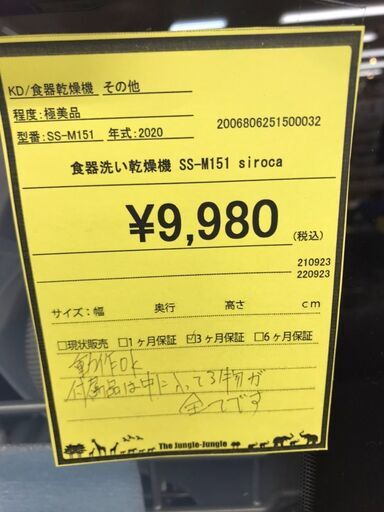 KD/食器乾燥機 その他
程度:極美品
型番:SS-M151 年式:2020
2006806251500032
食器洗い乾燥機 SS-M151 siroca
¥9,980
(税込)
210923
220923
サイズ:幅 奥行 高さ cm
□現状販売 □1ヶ月保証 ☑3ヶ月保証 □6ヶ月保証
動作ok
付属品は中に入ってる物が
全てです
The Jungle-Jungle